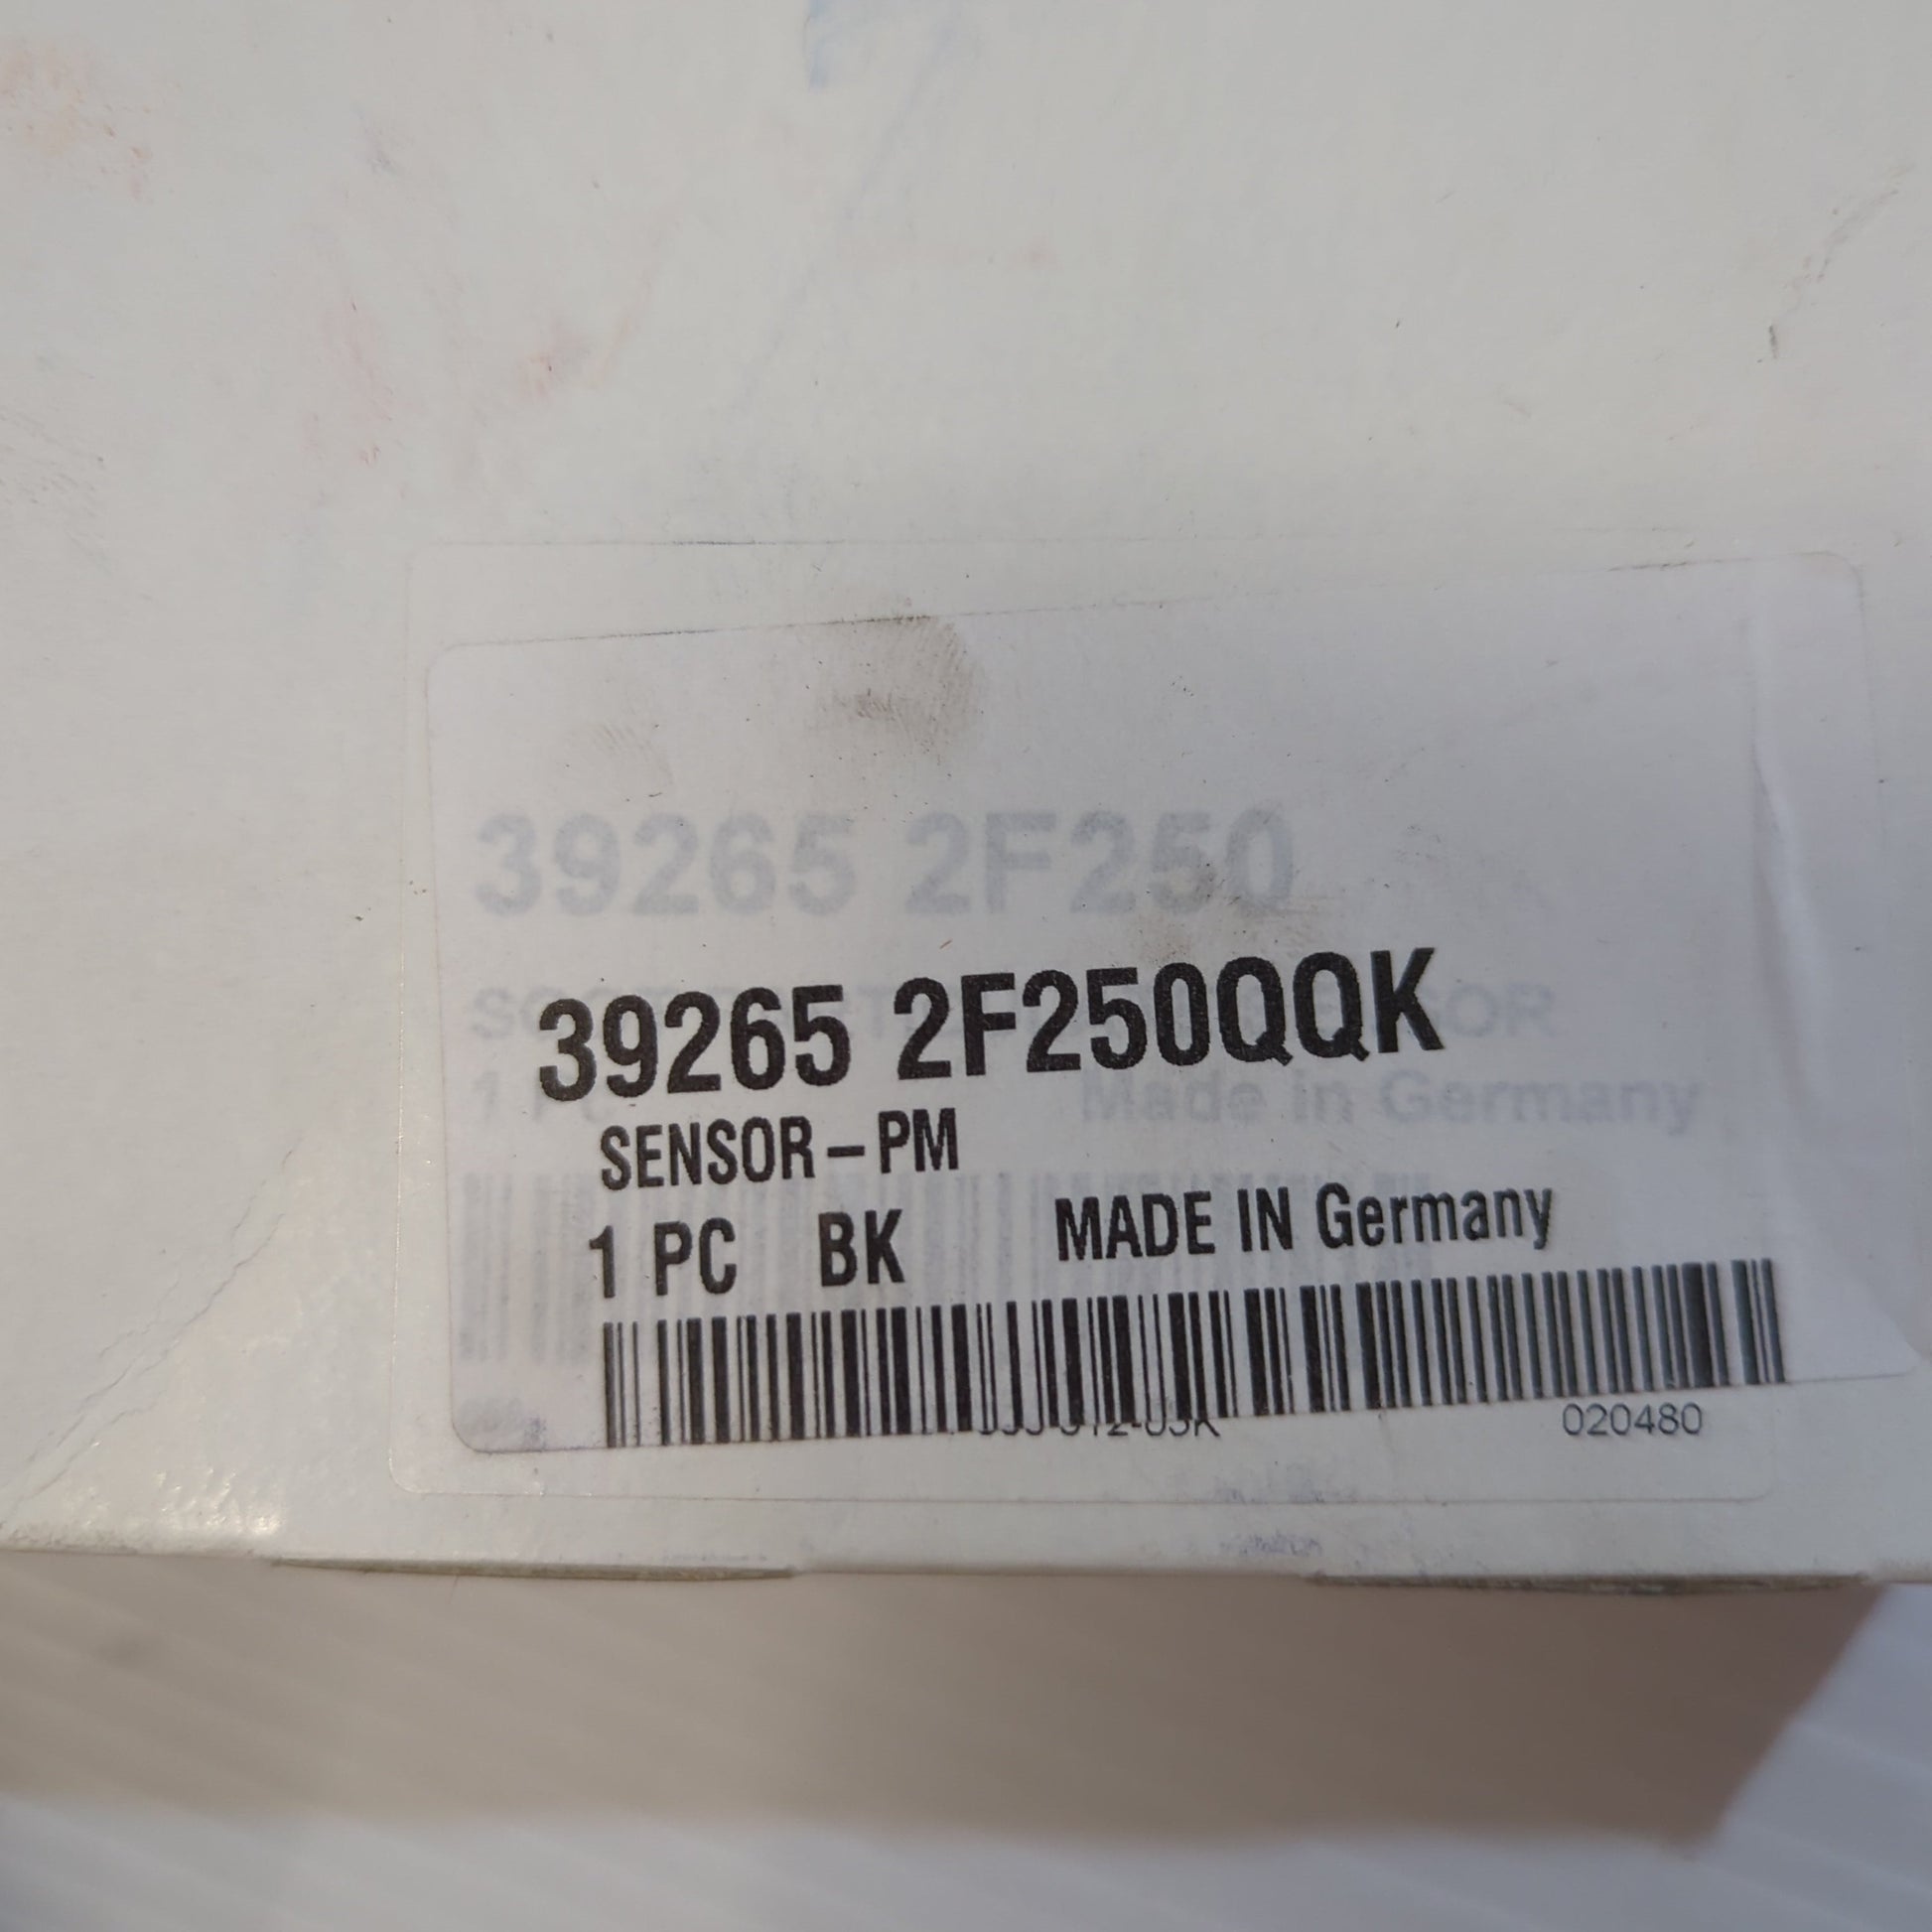 39265 2F250
39265 2F250QQK
SENSOR-PM
Made in Germany
1 PC BK MADE IN Germany
020480